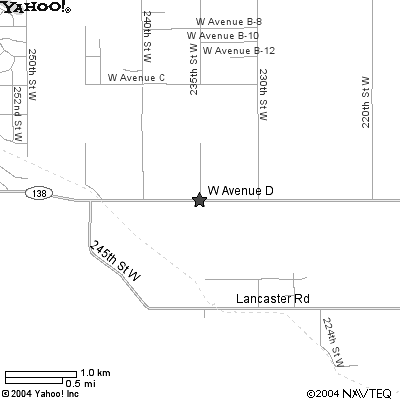 YAHOO!®
W Avenue B-8
W Avenue B-10
W Avenue B-12
W Avenue C
250th St W
252nd St W
240th St W
235th St W
230th St W
220th St W
W Avenue D
138
245th St W
Lancaster Rd
224th St W
1.0 km
0.5 mi
©2004 Yahoo! Inc
©2004 NAVTEQ